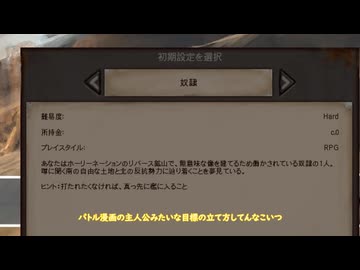 初期設定を選択
奴隷
難易度: Hard
所持金: c.0
プレイスタイル: RPG
あなたはホーリーネーションのリバース鉱山で、無意味な像を建てるため働かされている奴隷の1人。
噂に聞く南の自由な土地と北の反抗勢力に辿り着くことを夢見ている。
ヒント: 打たれたくなければ、真っ先に檻に入ること
バトル漫画の主人公みたいな目標の立て方してんなこいつ